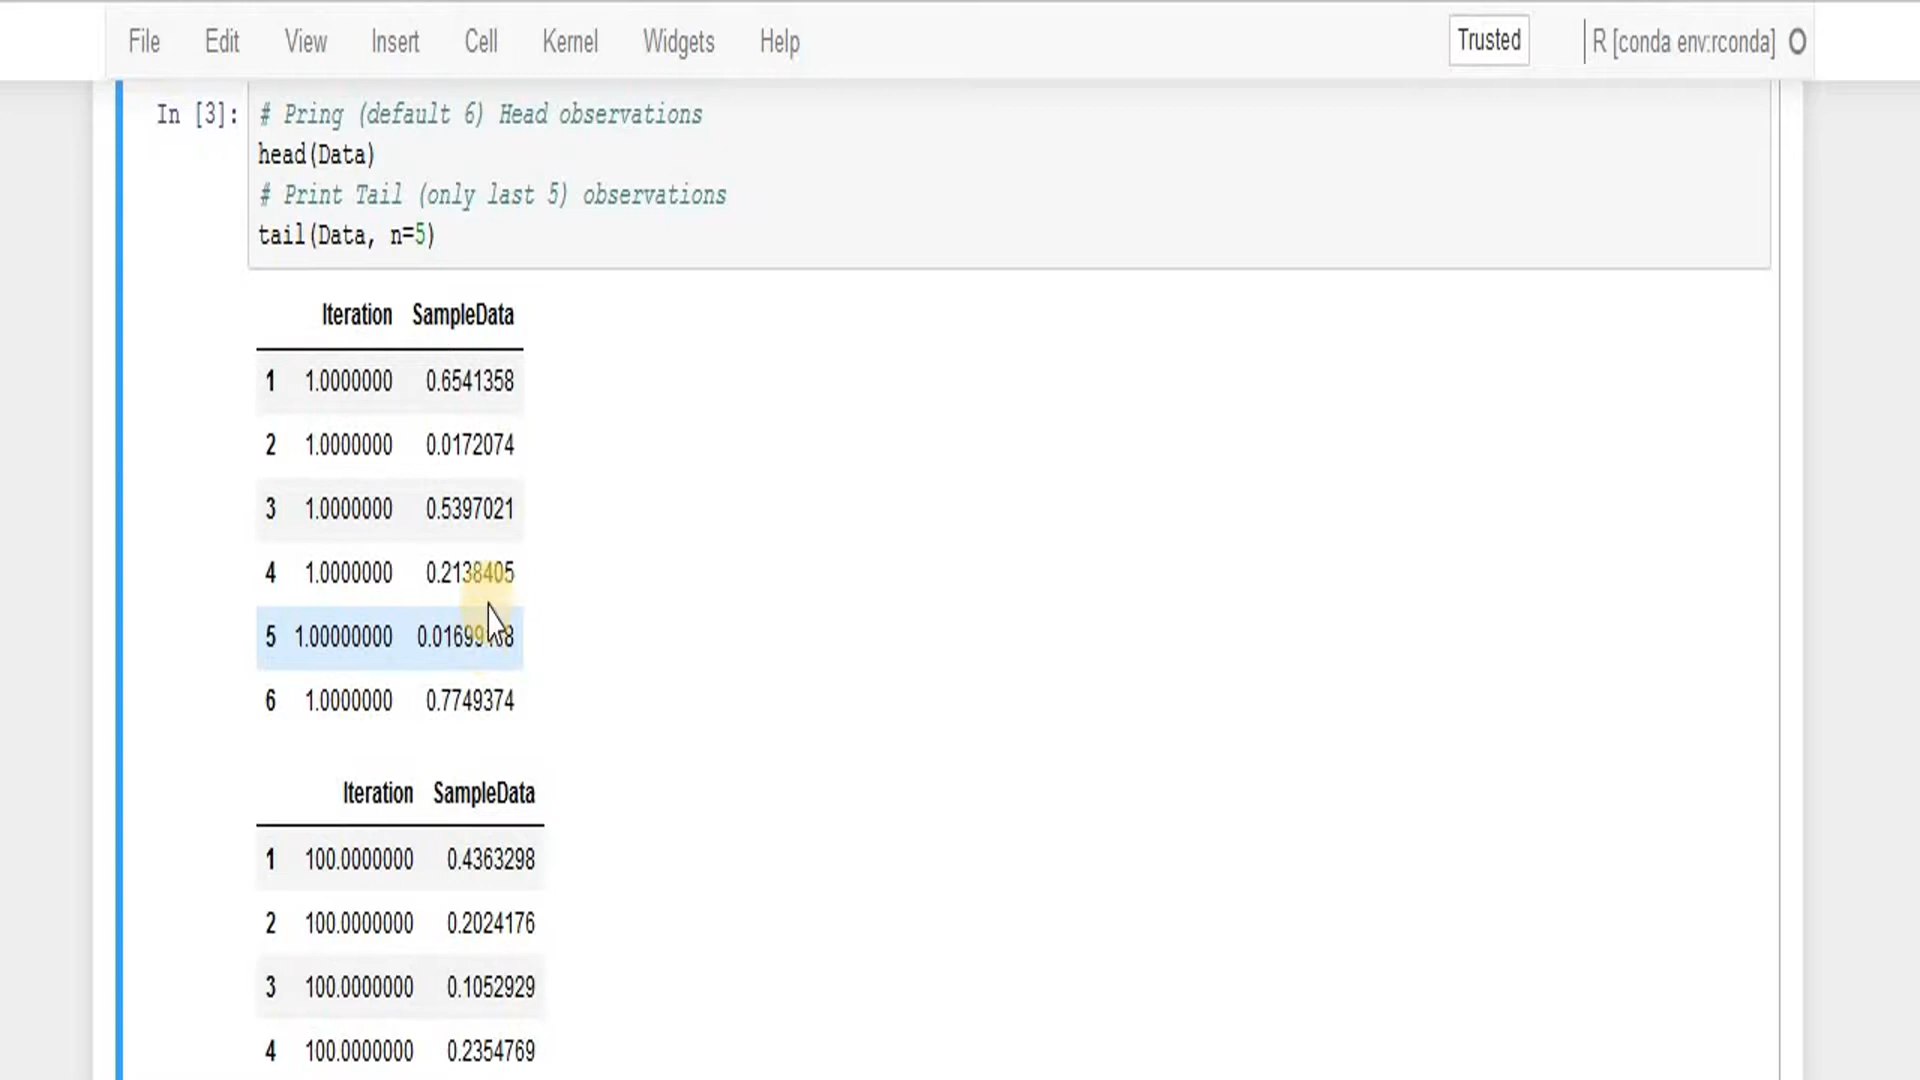 File Edit View Insert Cell Kernel Widgets Help Trusted R [conda env:rconda]
In [3]: # Pring (default 6) Head observations
head(Data)
# Print Tail (only last 5) observations
tail(Data, n=5)
Iteration SampleData
1 1.0000000 0.6541358
2 1.0000000 0.0172074
3 1.0000000 0.5397021
4 1.0000000 0.2138405
5 1.00000000
6 1.0000000 0.7749374
Iteration SampleData
1 100.0000000 0.4363298
2 100.0000000 0.2024176
3 100.0000000 0.1052929
4 100.0000000 0.2354769